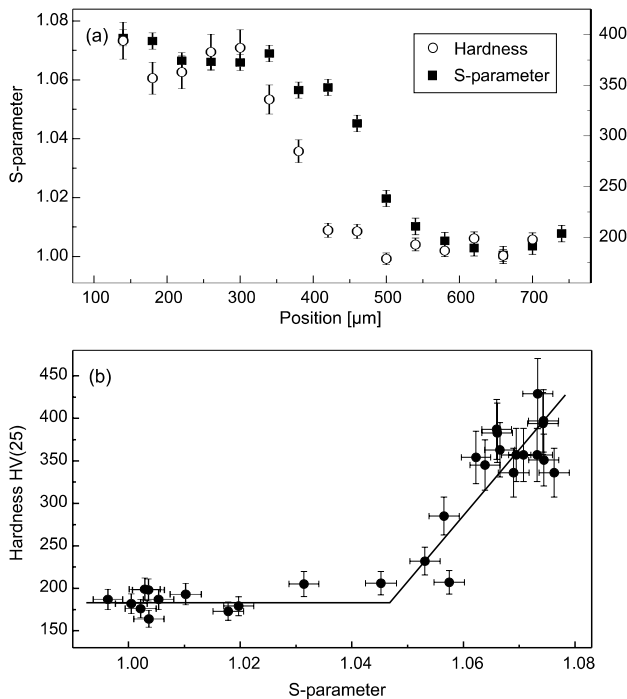 (a)
Hardness
S-parameter
S-parameter
1.08
1.06
1.04
1.02
1.00
400
350
300
250
200
100 200 300 400 500 600 700
Position [µm]
(b)
Hardness HV(25)
450
400
350
300
250
200
150
1.00 1.02 1.04 1.06 1.08
S-parameter